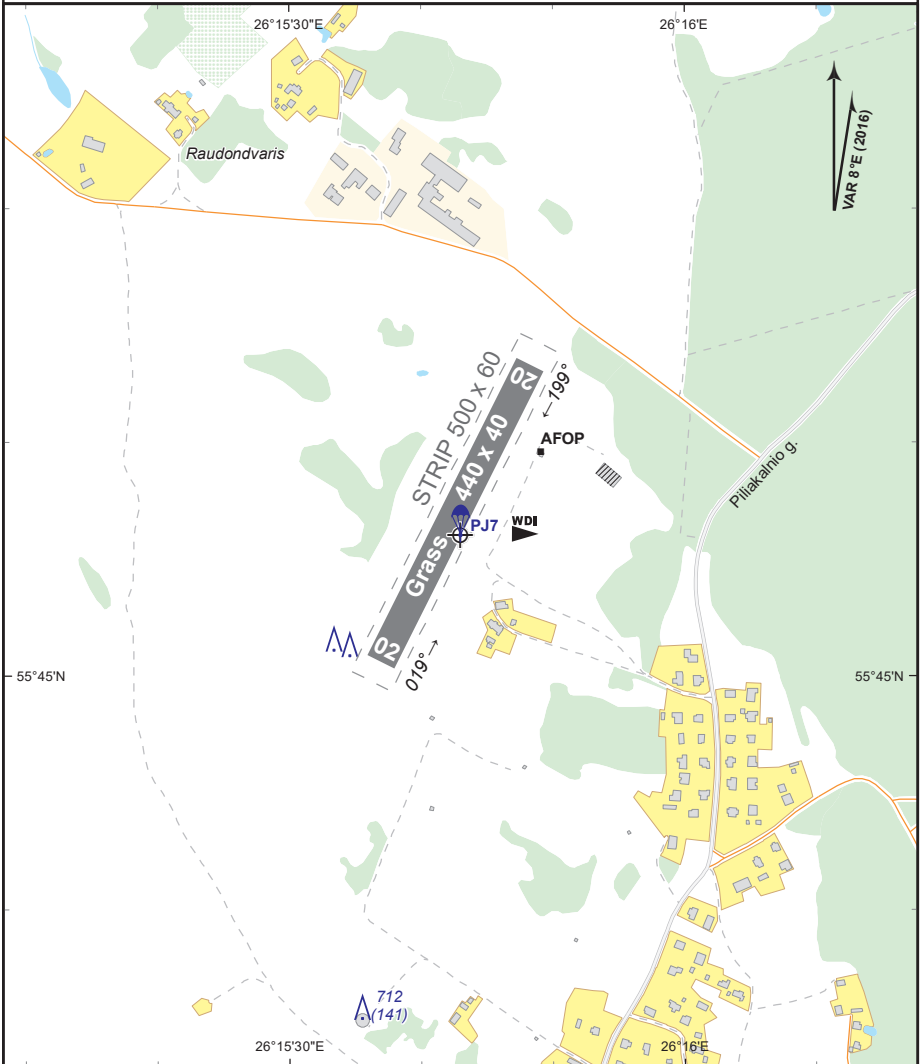 26°15'30"E
26°16'E
VAR 8°E (2016)
Raudondvaris
STRIP 500 x 60
20
←199°
440 x 40
AFOP
Piliakalnio g.
PJ7
WDI
Grass
02
019°→
55°45'N
55°45'N
712
(141)
26°15'30"E
26°16'E